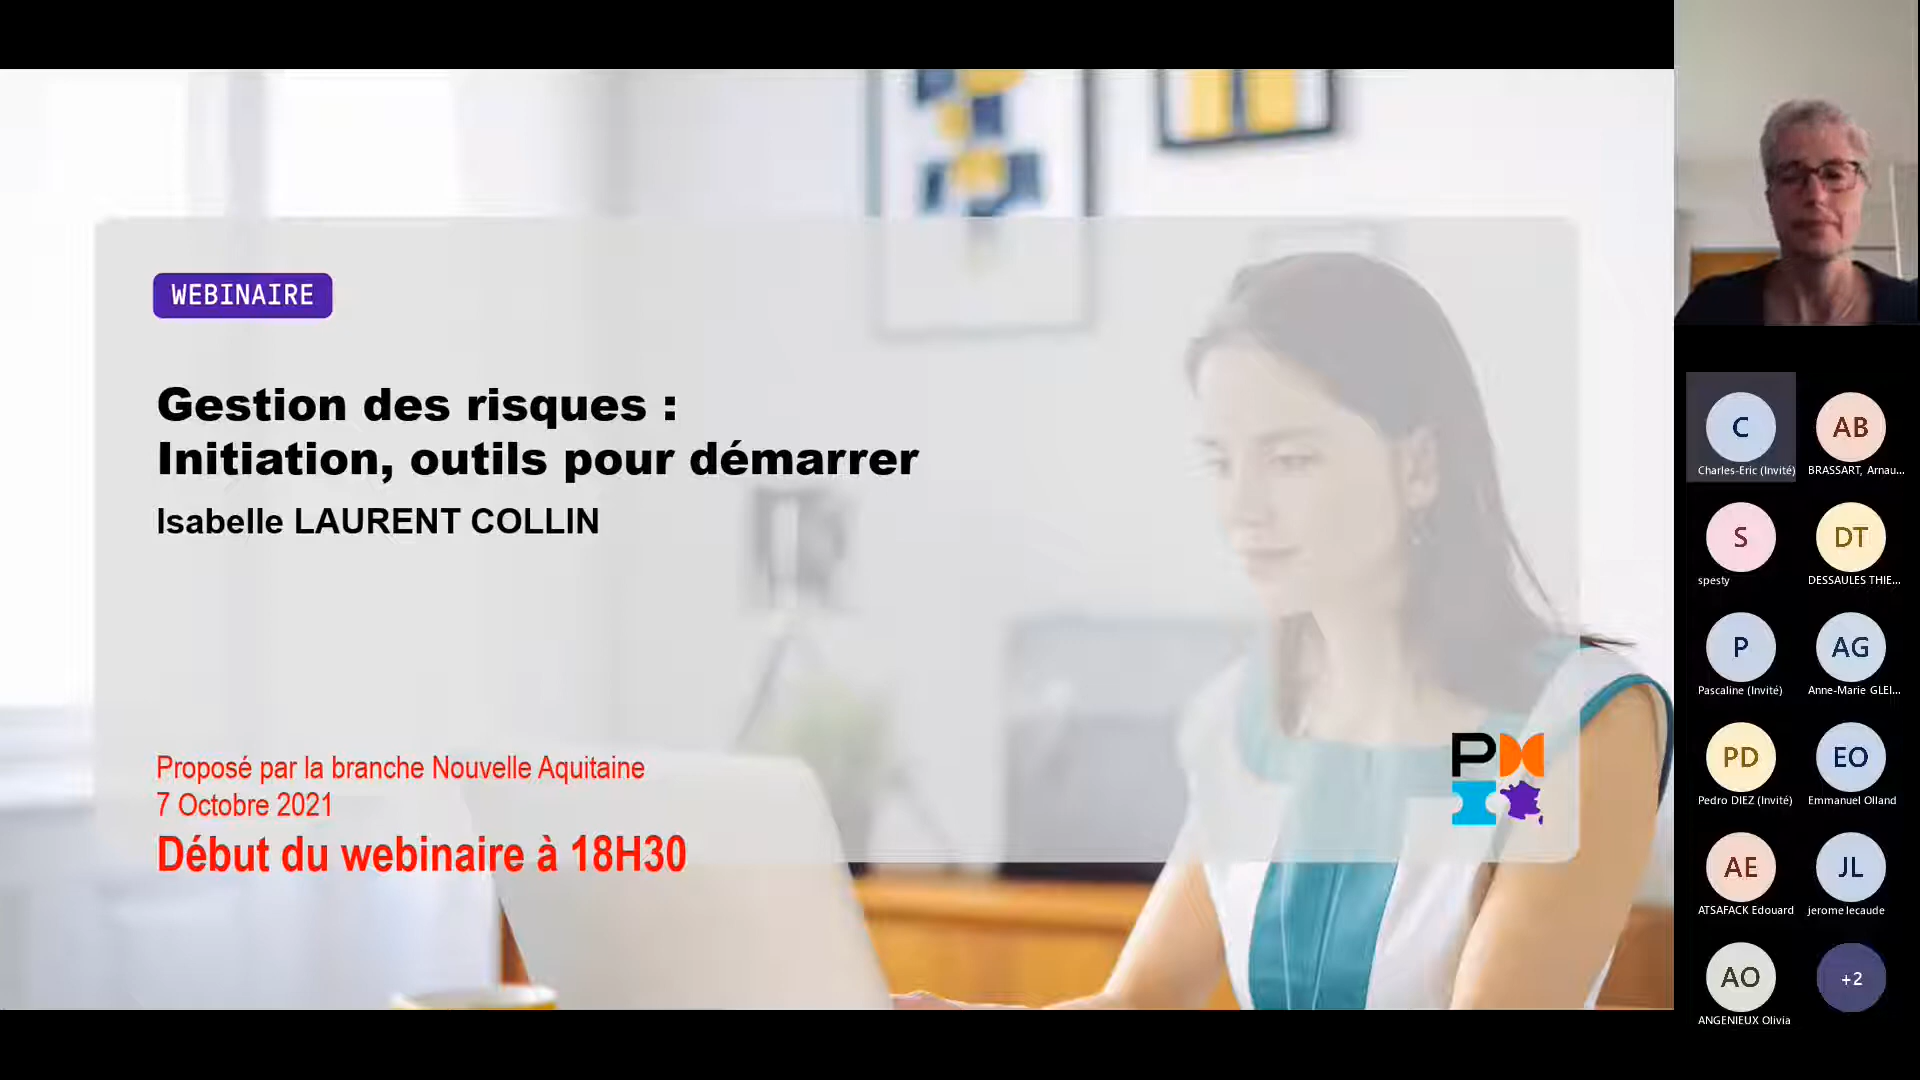 WEBINAIRE
Gestion des risques :
Initiation, outils pour démarrer
Isabelle LAURENT COLLIN
Proposé par la branche Nouvelle Aquitaine
7 Octobre 2021
Début du webinaire à 18H30
P
C
AB
Charles-Eric (Invité)
BRASSART, Arnau...
S
DT
spesty
DESSAULES THIE...
P
AG
Pascaline (Invité)
Anne-Marie GLEI...
PD
EO
Pedro DIEZ (Invité)
Emmanuel Olland
AE
JL
ATSAFACK Edouard
jerome lecaude
AO
+2
ANGENIEUX Olivia